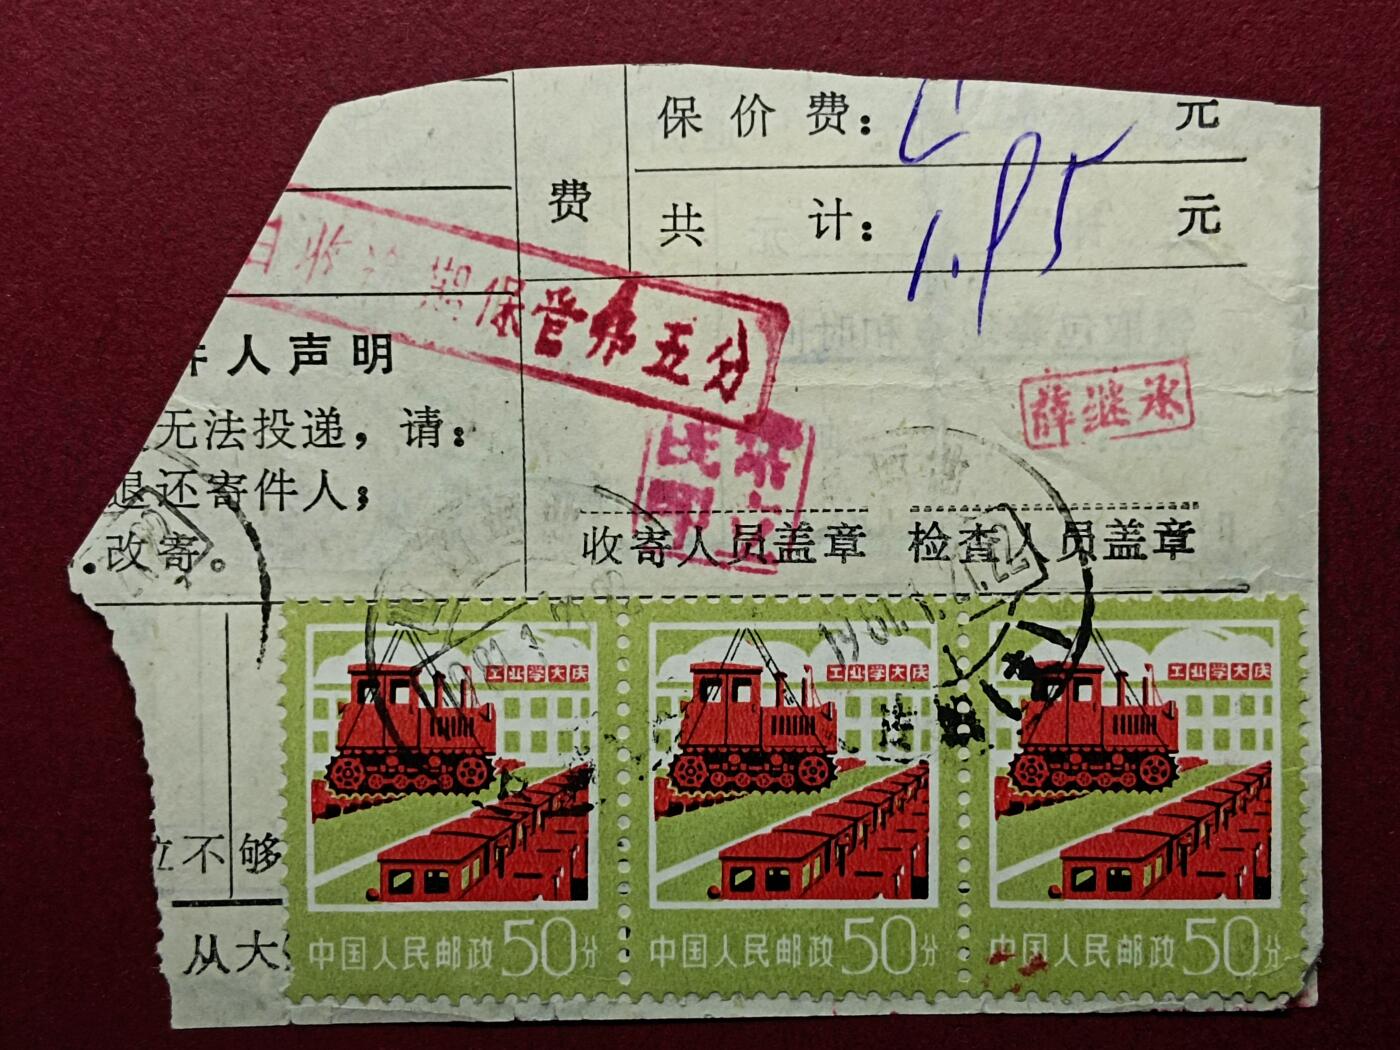 保价费： 元
费
共计：1.95元
保管费五分
件人声明
无法投递，请：
退还寄件人；
改寄。
薛继承
收寄人员盖章 检查人员盖章
工业学大庆 工业学大庆 工业学大庆
不够
从大
中国人民邮政50分 中国人民邮政50分 中国人民邮政50分